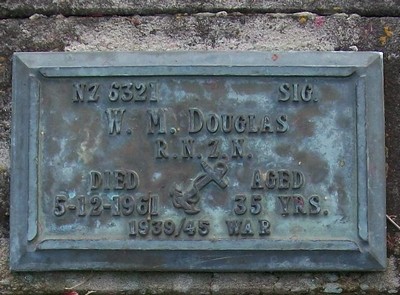 NZ 6321 SIG.
W. M. DOUGLAS
R.N.Z.N.
DIED AGED
5-12-1961 35 YRS.
1939/45 WAR